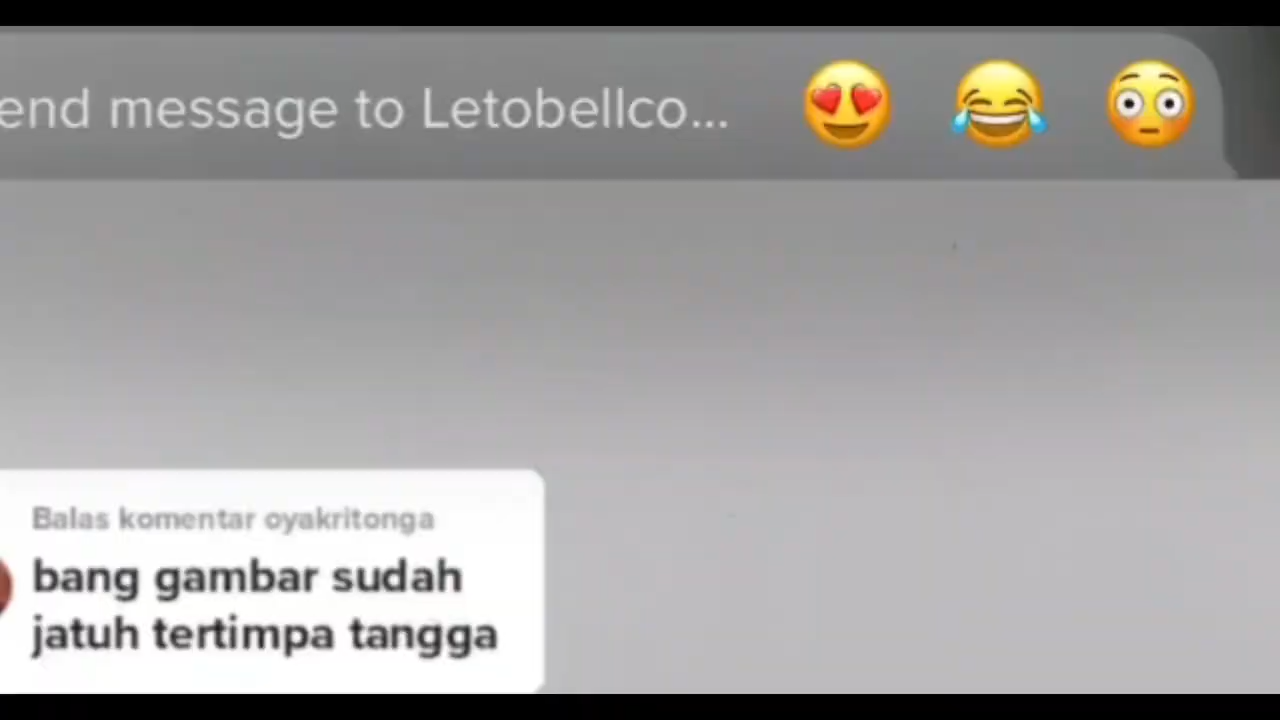 end message to Letobellco...
Balas komentar oyakritonga
bang gambar sudah
jatuh tertimpa tangga